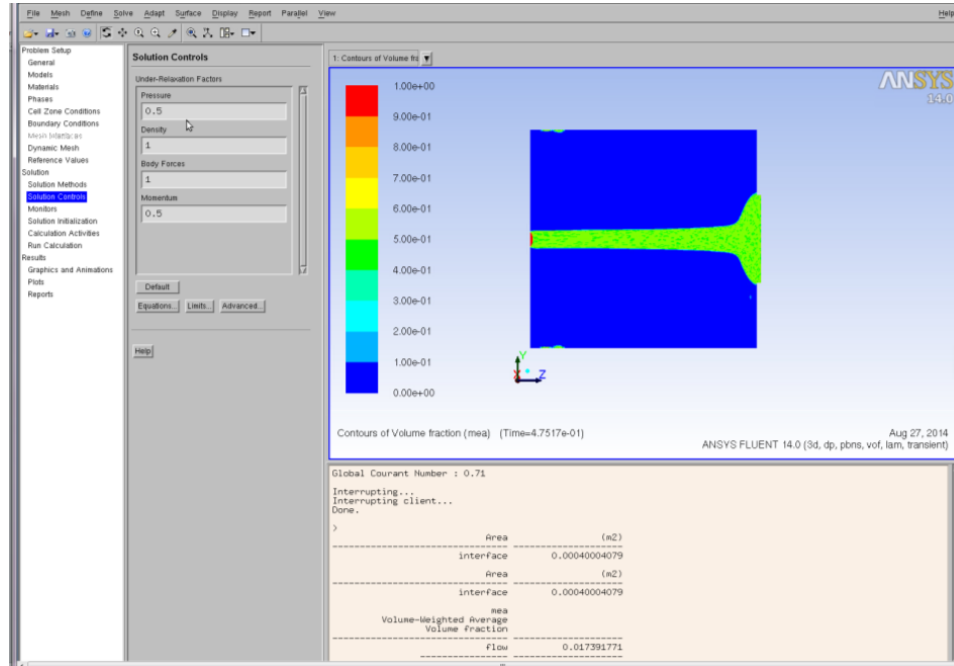 File Mesh Define Solve Adapt Surface Display Report Parallel View Help
Problem Setup
General
Models
Materials
Phases
Cell Zone Conditions
Boundary Conditions
Mesh Interfaces
Dynamic Mesh
Reference Values
Solution
Solution Methods
Solution Controls
Monitors
Solution Initialization
Calculation Activities
Run Calculation
Results
Graphics and Animations
Plots
Reports
Solution Controls
Under-Relaxation Factors
Pressure
0.5
Density
1
Body Forces
1
Momentum
0.5
Default
Equations... Limits... Advanced...
Help
1: Contours of Volume fra
ANSYS
14.0
1.00e+00
9.00e-01
8.00e-01
7.00e-01
6.00e-01
5.00e-01
4.00e-01
3.00e-01
2.00e-01
1.00e-01
0.00e+00
Y
X Z
Contours of Volume fraction (mea) (Time=4.7517e-01)
Aug 27, 2014
ANSYS FLUENT 14.0 (3d, dp, pbns, vof, lam, transient)
Global Courant Number : 0.71
Interrupting...
Interrupting client...
Done.
>
Area (m2)
-------------------------------- --------------------
interface 0.00040004079
Area (m2)
-------------------------------- --------------------
interface 0.00040004079
mea
Volume-Weighted Average
Volume fraction
-------------------------------- --------------------
flow 0.017391771
---------------- --------------------